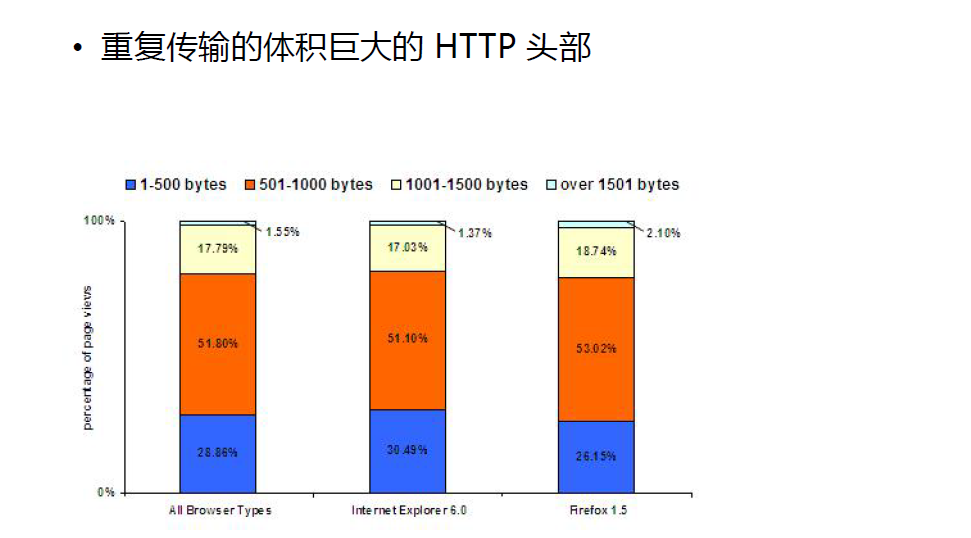 • 重复传输的体积巨大的 HTTP 头部
1-500 bytes 501-1000 bytes 1001-1500 bytes over 1501 bytes
100%
1.55% 1.37% 2.10%
17.79% 17.03% 18.74%
51.80% 51.10% 53.02%
28.86% 30.49% 26.15%
0%
percentage of page views
All Browser Types Internet Explorer 6.0 Firefox 1.5